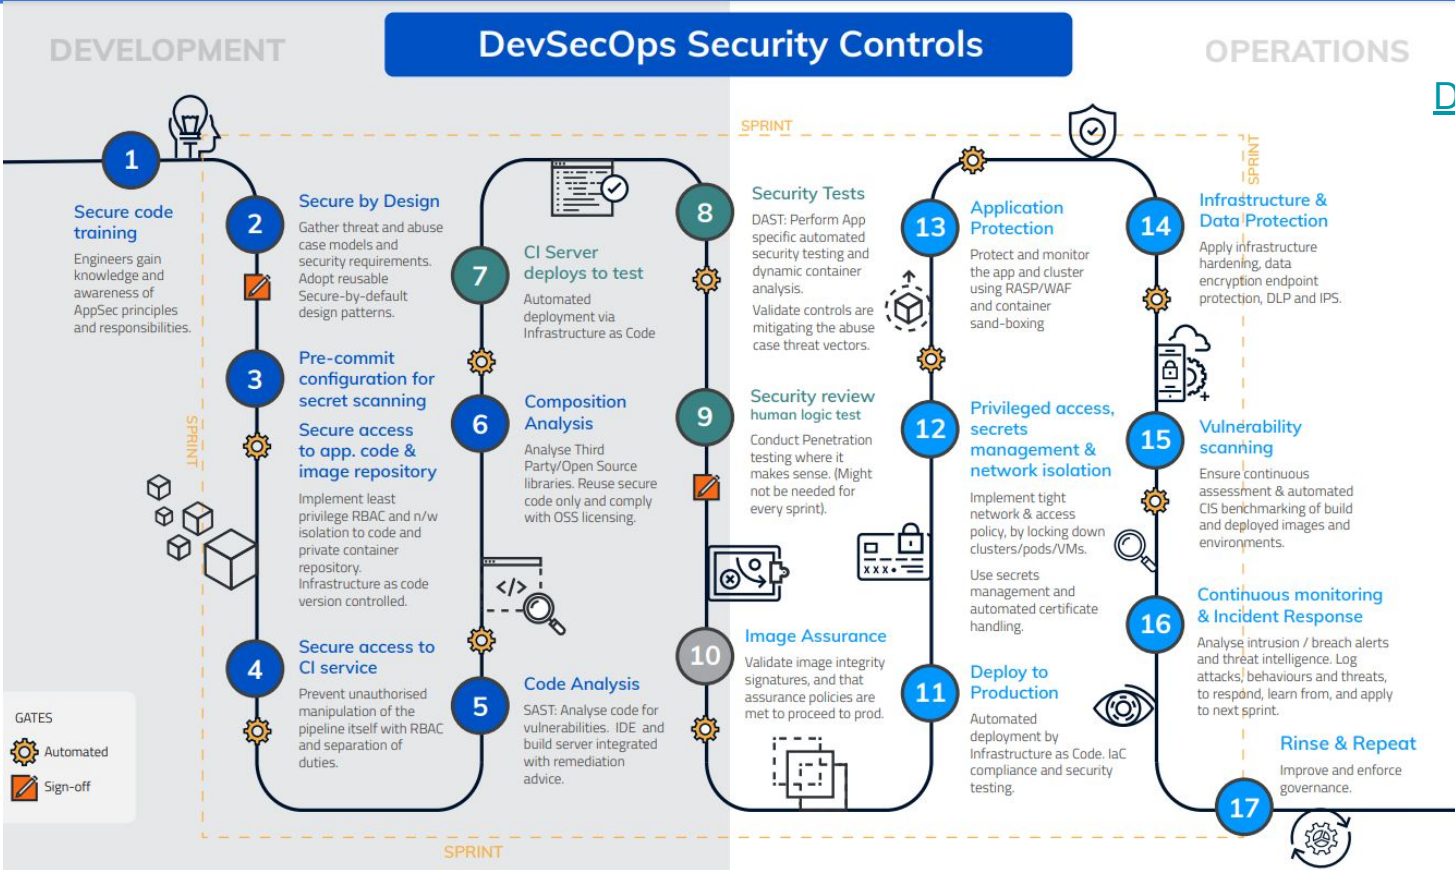 DEVELOPMENT
DevSecOps Security Controls
OPERATIONS
D
SPRINT
SPRINT
SPRINT
SPRINT
1
Secure code
training
Engineers gain
knowledge and
awareness of
AppSec principles
and responsibilities.
2
Secure by Design
Gather threat and abuse
case models and
security requirements.
Adopt reusable
Secure-by-default
design patterns.
3
Pre-commit
configuration for
secret scanning
Secure access
to app. code &
image repository
Implement least
privilege RBAC and n/w
isolation to code and
private container
repository.
Infrastructure as code
version controlled.
4
Secure access to
CI service
Prevent unauthorised
manipulation of the
pipeline itself with RBAC
and separation of
duties.
5
Code Analysis
SAST: Analyse code for
vulnerabilities. IDE and
build server integrated
with remediation
advice.
</>
6
Composition
Analysis
Analyse Third
Party/Open Source
libraries. Reuse secure
code only and comply
with OSS licensing.
7
CI Server
deploys to test
Automated
deployment via
Infrastructure as Code
8
Security Tests
DAST: Perform App
specific automated
security testing and
dynamic container
analysis.
Validate controls are
mitigating the abuse
case threat vectors.
9
Security review
human logic test
Conduct Penetration
testing where it
makes sense. (Might
not be needed for
every sprint).
10
Image Assurance
Validate image integrity
signatures, and that
assurance policies are
met to proceed to prod.
11
Deploy to
Production
Automated
deployment by
Infrastructure as Code. IaC
compliance and security
testing.
12
Privileged access,
secrets
management &
network isolation
Implement tight
network & access
policy, by locking down
clusters/pods/VMs.
Use secrets
management and
automated certificate
handling.
xxx•
13
Application
Protection
Protect and monitor
the app and cluster
using RASP/WAF
and container
sand-boxing
14
Infrastructure &
Data Protection
Apply infrastructure
hardening, data
encryption endpoint
protection, DLP and IPS.
15
Vulnerability
scanning
Ensure continuous
assessment & automated
CIS benchmarking of build
and deployed images and
environments.
16
Continuous monitoring
& Incident Response
Analyse intrusion / breach alerts
and threat intelligence. Log
attacks, behaviours and threats,
to respond, learn from, and apply
to next sprint.
17
Rinse & Repeat
Improve and enforce
governance.
GATES
Automated
Sign-off